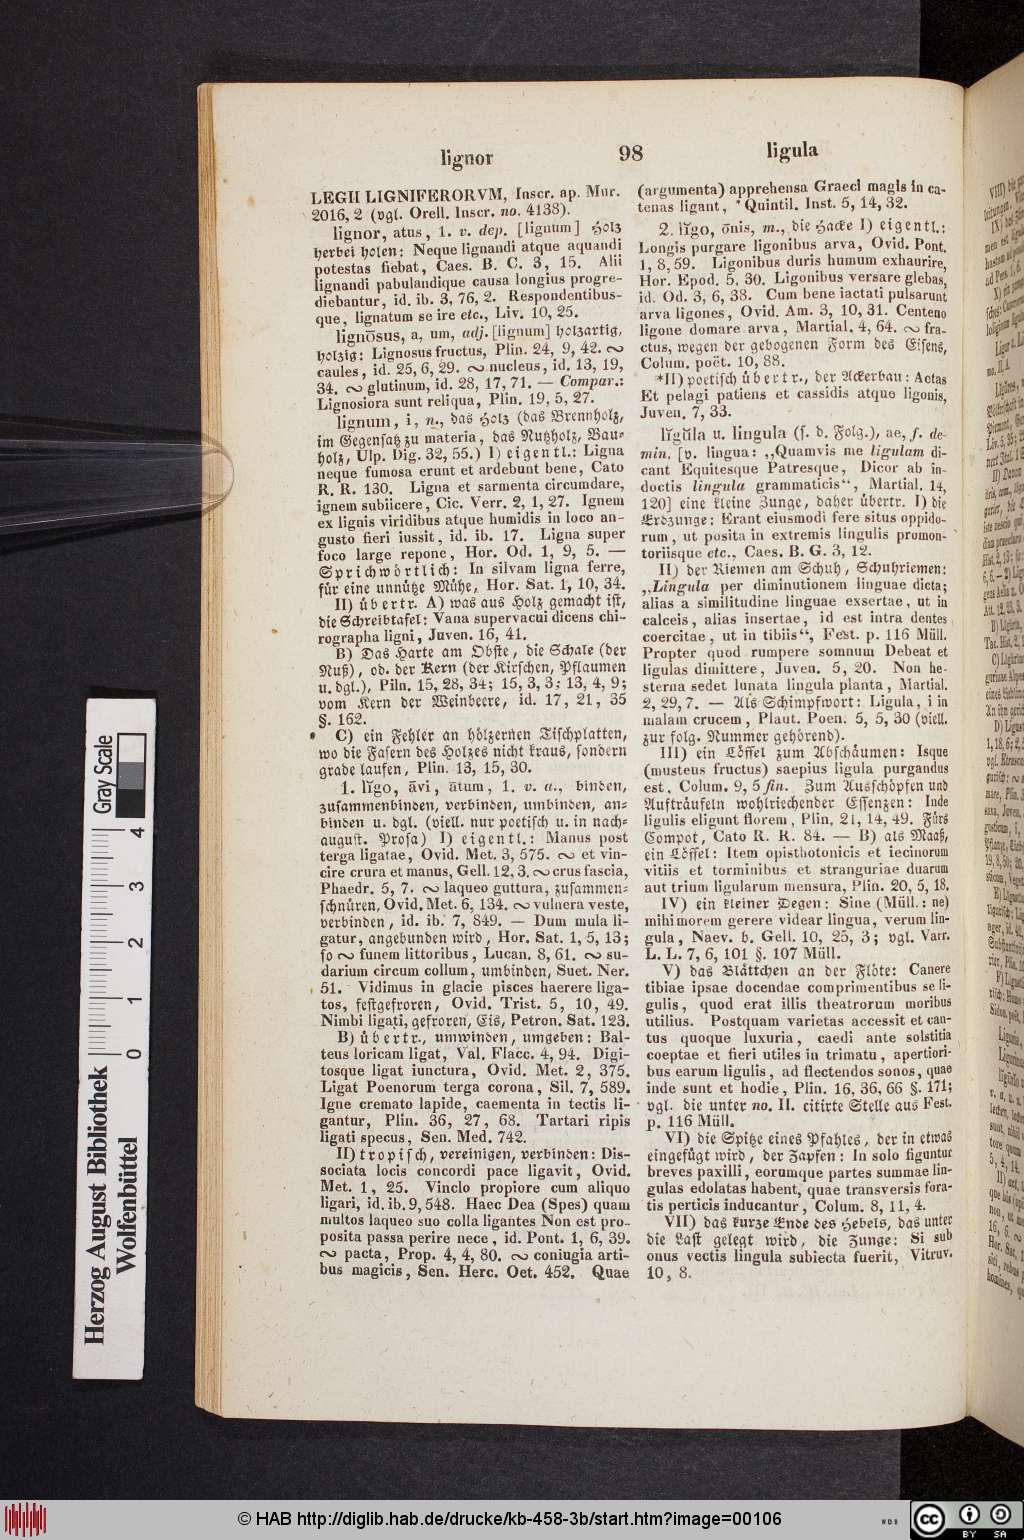 lignor 98 ligula
LEGII LIGNIFERORVM, Inscr. ap. Mur.
2016, 2 (vgl. Orell. Inscr. no. 4138).
lignor, atus, 1. v. dep. [lignum] Holz
herbei holen: Neque lignandi atque aquandi
potestas fiebat, Caes. B. C. 3, 15. Alii
lignandi pabulandique causa longius progre-
diebantur, id. ib. 3, 76, 2. Respondentibus-
que, lignatum se ire etc., Liv. 10, 25.
lignōsus, a, um, adj. [lignum] holzartig,
holzig: Lignosus fructus, Plin. 24, 9, 42. ∾
caules, id. 25, 6, 29. ∾ nucleus, id. 13, 19,
34. ∾ glutinum, id. 28, 17, 71. — Compar.:
Lignosiora sunt reliqua, Plin. 19, 5, 27.
lignum, i, n., das Holz (das Brennholz,
im Gegensatz zu materia, das Nutzholz, Bau-
holz, Ulp. Dig. 32, 55.) I) eigentl.: Ligna
neque fumosa erunt et ardebunt bene, Cato
R. R. 130. Ligna et sarmenta circumdare,
ignem subiicere, Cic. Verr. 2, 1, 27. Ignem
ex lignis viridibus atque humidis in loco an-
gusto fieri iussit, id. ib. 17. Ligna super
foco large repone, Hor. Od. 1, 9, 5. —
Sprichwörtlich: In silvam ligna ferre,
für eine unnütze Mühe, Hor. Sat. 1, 10, 34.
II) übertr. A) was aus Holz gemacht ist,
die Schreibtafel: Vana supervacui dicens chi-
rographa ligni, Juven. 16, 41.
B) Das Harte am Obste, die Schale (der
Nuß), od. der Kern (der Kirschen, Pflaumen
u. dgl.), Plin. 15, 28, 34; 15, 3, 3; 13, 4, 9;
vom Kern der Weinbeere, id. 17, 21, 35
§. 162.
C) ein Fehler an hölzernen Tischplatten,
wo die Fasern des Holzes nicht kraus, sondern
grade laufen, Plin. 13, 15, 30.
1. lĭgo, āvi, ātum, 1. v. a., binden,
zusammenbinden, verbinden, umbinden, an-
binden u. dgl. (viell. nur poetisch u. in nach-
august. Prosa) I) eigentl.: Manus post
terga ligatae, Ovid. Met. 3, 575. ∾ et vin-
cire crura et manus, Gell. 12, 3. ∾ crus fascia,
Phaedr. 5, 7. ∾ laqueo guttura, zusammen-
schnüren, Ovid. Met. 6, 134. ∾ vulnera veste,
verbinden, id. ib. 7, 849. — Dum mula li-
gatur, angebunden wird, Hor. Sat. 1, 5, 13;
so ∾ funem littoribus, Lucan. 8, 61. ∾ su-
darium circum collum, umbinden, Suet. Ner.
51. Vidimus in glacie pisces haerere liga-
tos, festgefroren, Ovid. Trist. 5, 10, 49.
Nimbi ligati, gefroren, Eis, Petron. Sat. 123.
B) übertr., umwinden, umgeben: Bal-
teus loricam ligat, Val. Flacc. 4, 94. Digi-
tosque ligat iunctura, Ovid. Met. 2, 375.
Ligat Poenorum terga corona, Sil. 7, 589.
Igne cremato lapide, caementa in tectis li-
gantur, Plin. 36, 27, 68. Tartari ripis
ligati specus, Sen. Med. 742.
II) tropisch, vereinigen, verbinden: Dis-
sociata locis concordi pace ligavit, Ovid.
Met. 1, 25. Vinclo propiore cum aliquo
ligari, id. ib. 9, 548. Haec Dea (Spes) quam
multos laqueo suo colla ligantes Non est pro-
posita passa perire nece, id. Pont. 1, 6, 39.
∾ pacta, Prop. 4, 4, 80. ∾ coniugia arti-
bus magicis, Sen. Herc. Oet. 452. Quae
(argumenta) apprehensa Graeci magis in ca-
tenas ligant, * Quintil. Inst. 5, 14, 32.
2. lĭgo, ōnis, m., die Hacke I) eigentl.:
Longis purgare ligonibus arva, Ovid. Pont.
1, 8, 59. Ligonibus duris humum exhaurire,
Hor. Epod. 5, 30. Ligonibus versare glebas,
id. Od. 3, 6, 38. Cum bene iactati pulsarunt
arva ligones, Ovid. Am. 3, 10, 31. Centeno
ligone domare arva, Martial. 4, 64. ∾ fra-
ctus, wegen der gebogenen Form des Eisens,
Colum. poët. 10, 88.
*II) poetisch übertr., der Ackerbau: Actas
Et pelagi patiens et cassidis atque ligonis,
Juven. 7, 33.
lĭgŭla u. lingula (s. d. Folg.), ae, f. de-
min. [v. lingua: „Quamvis me ligulam di-
cant Equitesque Patresque, Dicor ab in-
doctis lingula grammaticis“, Martial. 14,
120] eine kleine Zunge, daher übertr. I) die
Erdzunge: Erant eiusmodi fere situs oppido-
rum, ut posita in extremis lingulis promon-
toriisque etc., Caes. B. G. 3, 12.
II) der Riemen am Schuh, Schuhriemen:
„Lingula per diminutionem linguae dicta;
alias a similitudine linguae exsertae, ut in
calceis, alias insertae, id est intra dentes
coercitae, ut in tibiis“, Fest. p. 116 Müll.
Propter quod rumpere somnum Debeat et
ligulas dimittere, Juven. 5, 20. Non he-
sterna sedet lunata lingula planta, Martial.
2, 29, 7. — Als Schimpfwort: Ligula, i in
malam crucem, Plaut. Poen. 5, 5, 30 (viell.
zur folg. Nummer gehörend).
III) ein Löffel zum Abschäumen: Isque
(musteus fructus) saepius ligula purgandus
est, Colum. 9, 5 fin. Zum Ausschöpfen und
Aufträufeln wohlriechender Essenzen: Inde
ligulis eligunt florem, Plin. 21, 14, 49. Fürs
Compot, Cato R. R. 84. — B) als Maaß,
ein Löffel: Item opisthotonicis et iecinorum
vitiis et torminibus et stranguriae duarum
aut trium ligularum mensura, Plin. 20, 5, 18.
IV) ein kleiner Degen: Sine (Müll.: ne)
mihi morem gerere videar lingua, verum lin-
gula, Naev. b. Gell. 10, 25, 3; vgl. Varr.
L. L. 7, 6, 101 §. 107 Müll.
V) das Blättchen an der Flöte: Canere
tibiae ipsae docendae comprimentibus se li-
gulis, quod erat illis theatrorum moribus
utilius. Postquam varietas accessit et can-
tus quoque luxuria, caedi ante solstitia
coeptae et fieri utiles in trimatu, apertiori-
bus earum ligulis, ad flectendos sonos, quae
inde sunt et hodie, Plin. 16, 36, 66 §. 171;
vgl. die unter no. II. citirte Stelle aus Fest.
p. 116 Müll.
VI) die Spitze eines Pfahles, der in etwas
eingefügt wird, der Zapfen: In solo figuntur
breves paxilli, eorumque partes summae lin-
gulas edolatas habent, quae transversis fora-
tis perticis inducantur, Colum. 8, 11, 4.
VII) das kurze Ende des Hebels, das unter
die Last gelegt wird, die Zunge: Si sub
onus vectis lingula subiecta fuerit, Vitruv.
10, 8.
Gray Scale
0 1 2 3 4
Herzog August Bibliothek
Wolfenbüttel
© HAB http://diglib.hab.de/drucke/kb-458-3b/start.htm?image=00106
WDB
cc BY SA